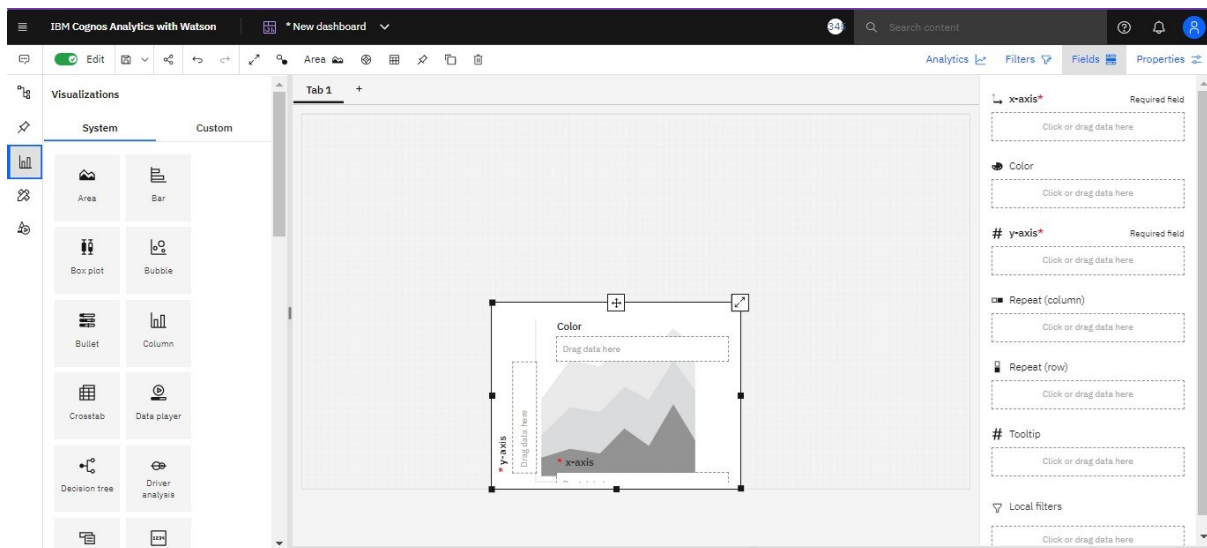 IBM Cognos Analytics with Watson
* New dashboard
34
Search content
Edit
Area
Analytics
Filters
Fields
Properties
Visualizations
System
Custom
Area
Bar
Box plot
Bubble
Bullet
Column
Crosstab
Data player
Decision tree
Driver
analysis
1234
Tab 1
+
Color
Drag data here
* y-axis
Drag data here
* x-axis
x-axis*
Required field
Click or drag data here
Color
Click or drag data here
# y-axis*
Required field
Click or drag data here
Repeat (column)
Click or drag data here
Repeat (row)
Click or drag data here
# Tooltip
Click or drag data here
Local filters
Click or drag data here